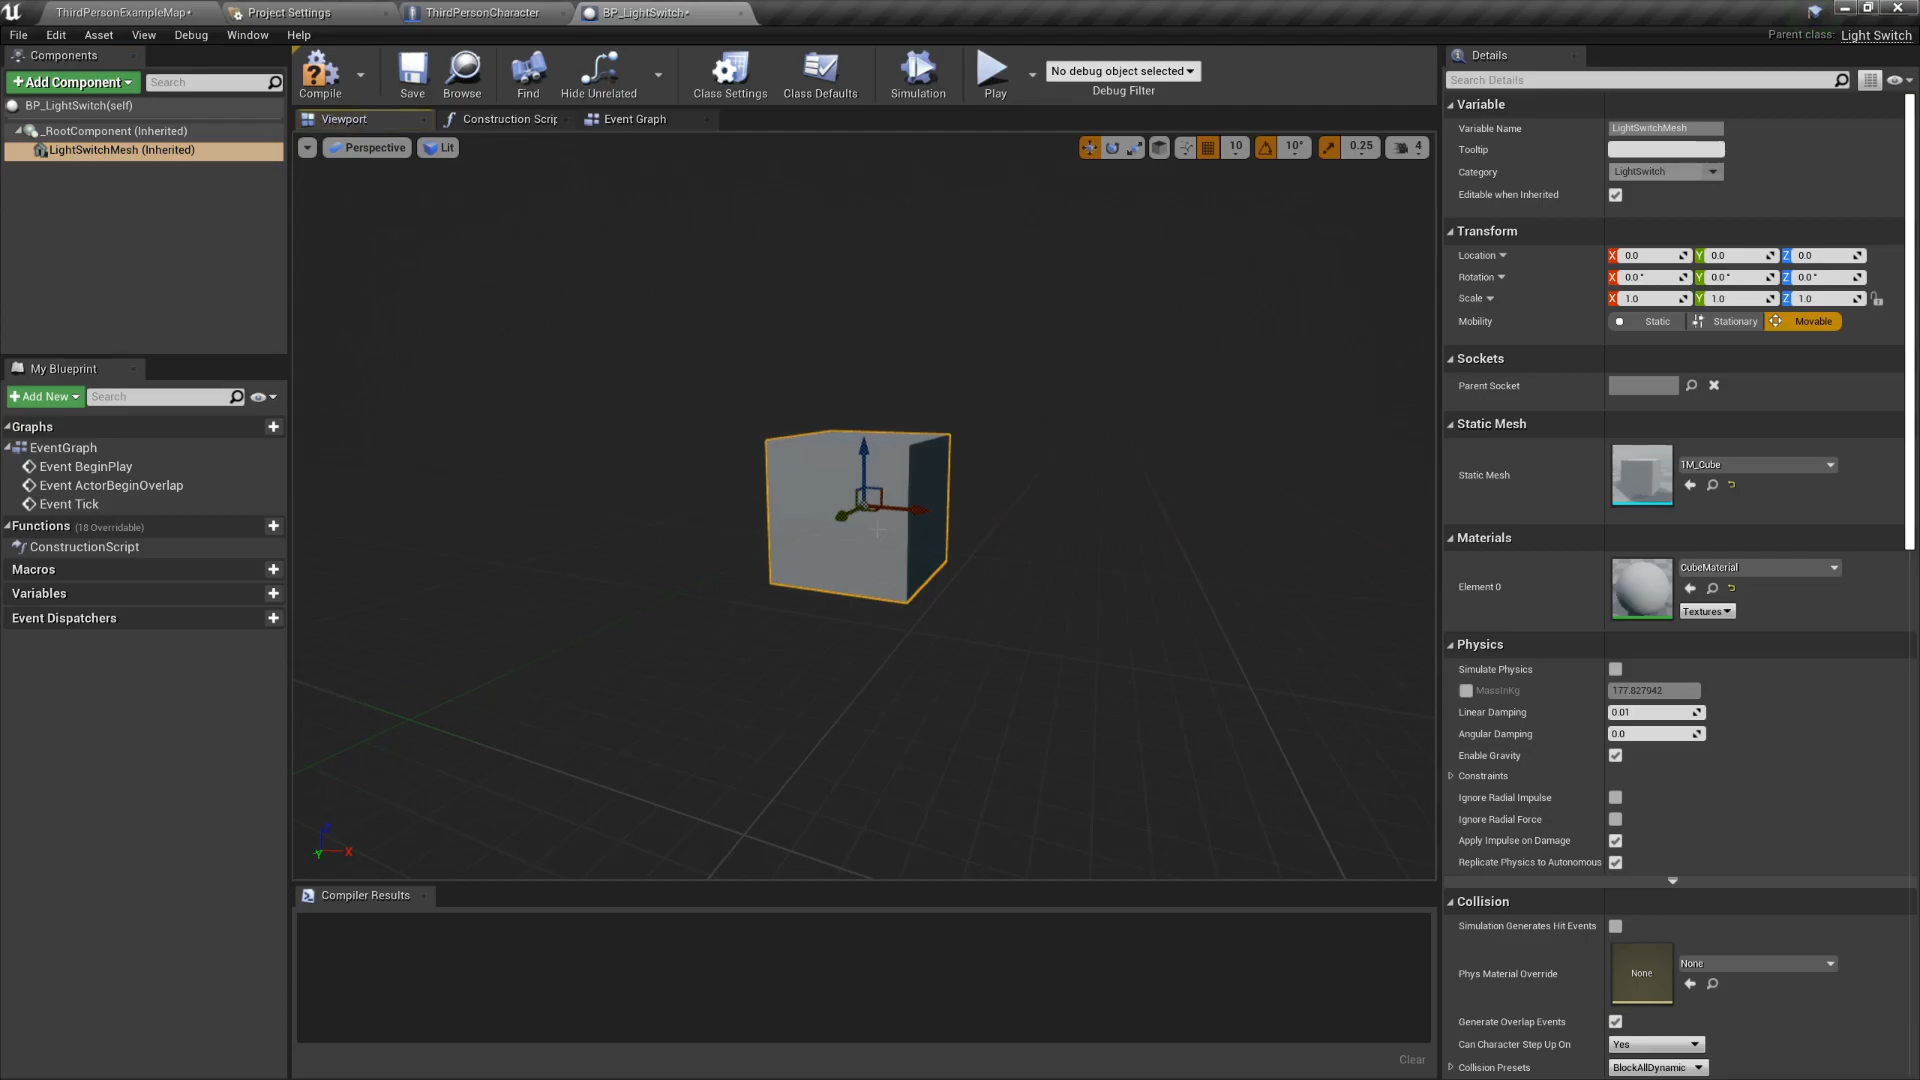 ThirdPersonExampleMap*
Project Settings
ThirdPersonCharacter
BP_LightSwitch*
File Edit Asset View Debug Window Help
Parent class: Light Switch
Components
+Add Component
Search
BP_LightSwitch(self)
_RootComponent (Inherited)
LightSwitchMesh (Inherited)
My Blueprint
+Add New
Search
Graphs
EventGraph
Event BeginPlay
Event ActorBeginOverlap
Event Tick
Functions (18 Overridable)
ConstructionScript
Macros
Variables
Event Dispatchers
Compile
Save
Browse
Find
Hide Unrelated
Class Settings
Class Defaults
Simulation
Play
No debug object selected
Debug Filter
Viewport
Construction Scrip
Event Graph
Perspective
Lit
10
10°
0.25
4
Z
Y
X
Compiler Results
Clear
Details
Search Details
Variable
Variable Name LightSwitchMesh
Tooltip
Category LightSwitch
Editable when Inherited
Transform
Location X 0.0 Y 0.0 Z 0.0
Rotation X 0.0° Y 0.0° Z 0.0°
Scale X 1.0 Y 1.0 Z 1.0
Mobility Static Stationary Movable
Sockets
Parent Socket
Static Mesh
Static Mesh 1M_Cube
Materials
Element 0 CubeMaterial
Textures
Physics
Simulate Physics
MassInKg 177.827942
Linear Damping 0.01
Angular Damping 0.0
Enable Gravity
Constraints
Ignore Radial Impulse
Ignore Radial Force
Apply Impulse on Damage
Replicate Physics to Autonomous
Collision
Simulation Generates Hit Events
Phys Material Override None None
Generate Overlap Events
Can Character Step Up On Yes
Collision Presets BlockAllDynamic